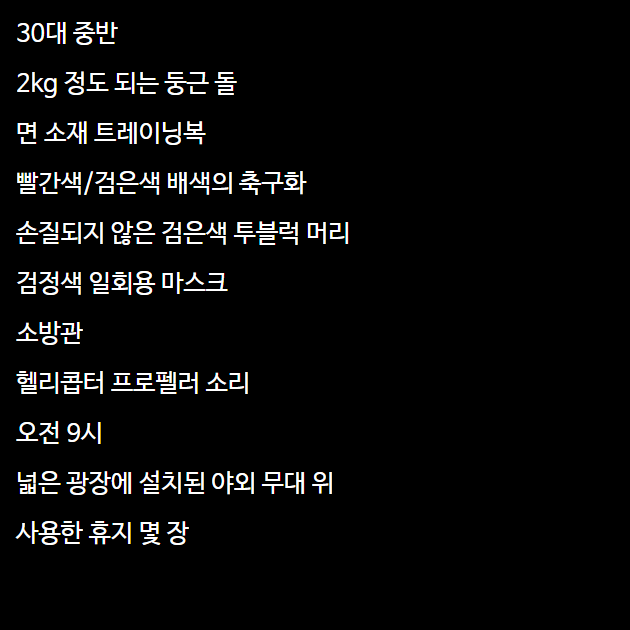 30대 중반
2kg 정도 되는 둥근 돌
면 소재 트레이닝복
빨간색/검은색 배색의 축구화
손질되지 않은 검은색 투블럭 머리
검정색 일회용 마스크
소방관
헬리콥터 프로펠러 소리
오전 9시
넓은 광장에 설치된 야외 무대 위
사용한 휴지 몇 장